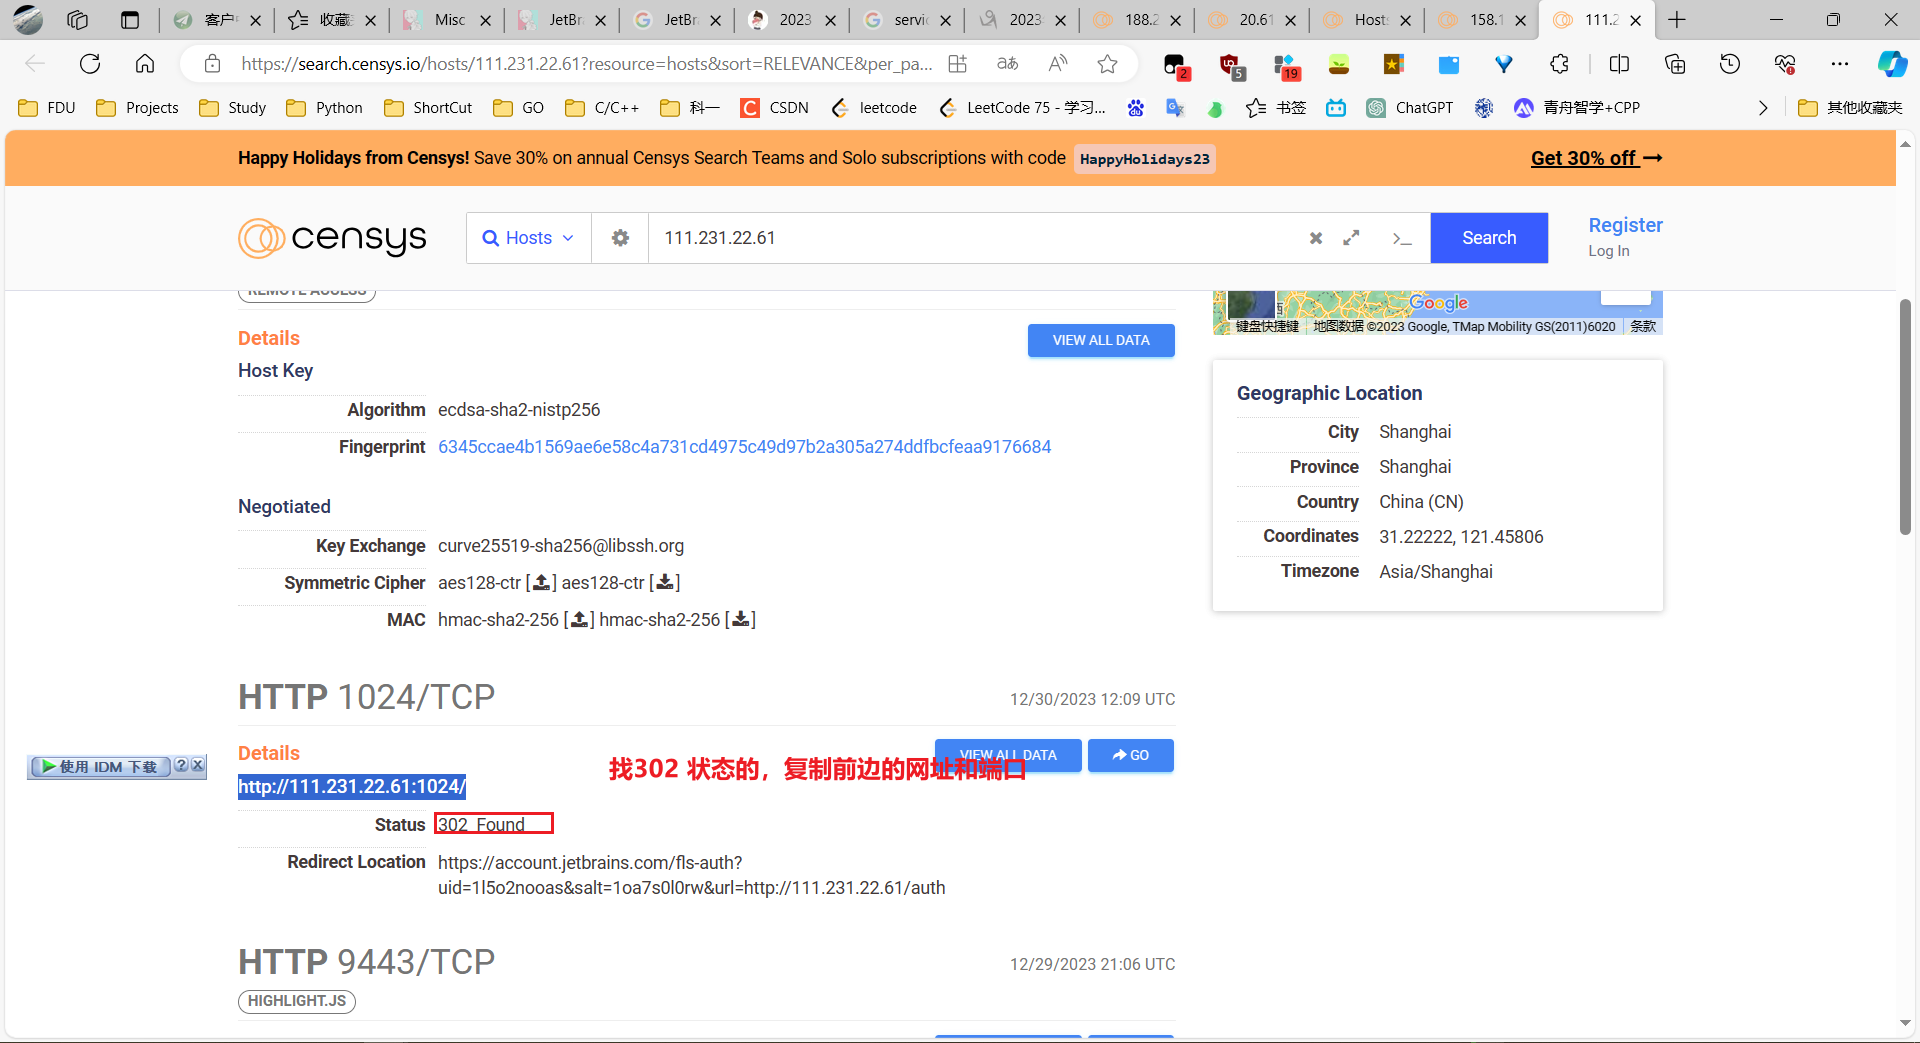 客户
收藏
Misc
JetBr
JetBr
2023
servic
2023
188.2
20.61
Hosts
158.1
111.2
https://search.censys.io/hosts/111.231.22.61?resource=hosts&sort=RELEVANCE&per_pa...
aあ
2
5
19
FDU
Projects
Study
Python
ShortCut
GO
C/C++
科一
CSDN
leetcode
LeetCode 75 - 学习...
书签
ChatGPT
青舟智学+CPP
其他收藏夹
Happy Holidays from Censys! Save 30% on annual Censys Search Teams and Solo subscriptions with code HappyHolidays23
Get 30% off →
censys
Hosts
111.231.22.61
Search
Register
Log In
REMOTE ACCESS
Google
键盘快捷键 地图数据 ©2023 Google, TMap Mobility GS(2011)6020 条款
Details
VIEW ALL DATA
Host Key
Algorithm ecdsa-sha2-nistp256
Fingerprint 6345ccae4b1569ae6e58c4a731cd4975c49d97b2a305a274ddfbcfeaa9176684
Negotiated
Key Exchange curve25519-sha256@libssh.org
Symmetric Cipher aes128-ctr [] aes128-ctr []
MAC hmac-sha2-256 [] hmac-sha2-256 []
Geographic Location
City Shanghai
Province Shanghai
Country China (CN)
Coordinates 31.22222, 121.45806
Timezone Asia/Shanghai
HTTP 1024/TCP
12/30/2023 12:09 UTC
Details
VIEW ALL DATA
GO
使用 IDM 下载
找302 状态的，复制前边的网址和端口
http://111.231.22.61:1024/
Status 302 Found
Redirect Location https://account.jetbrains.com/fls-auth?
uid=1l5o2nooas&salt=1oa7s0l0rw&url=http://111.231.22.61/auth
HTTP 9443/TCP
12/29/2023 21:06 UTC
HIGHLIGHT.JS